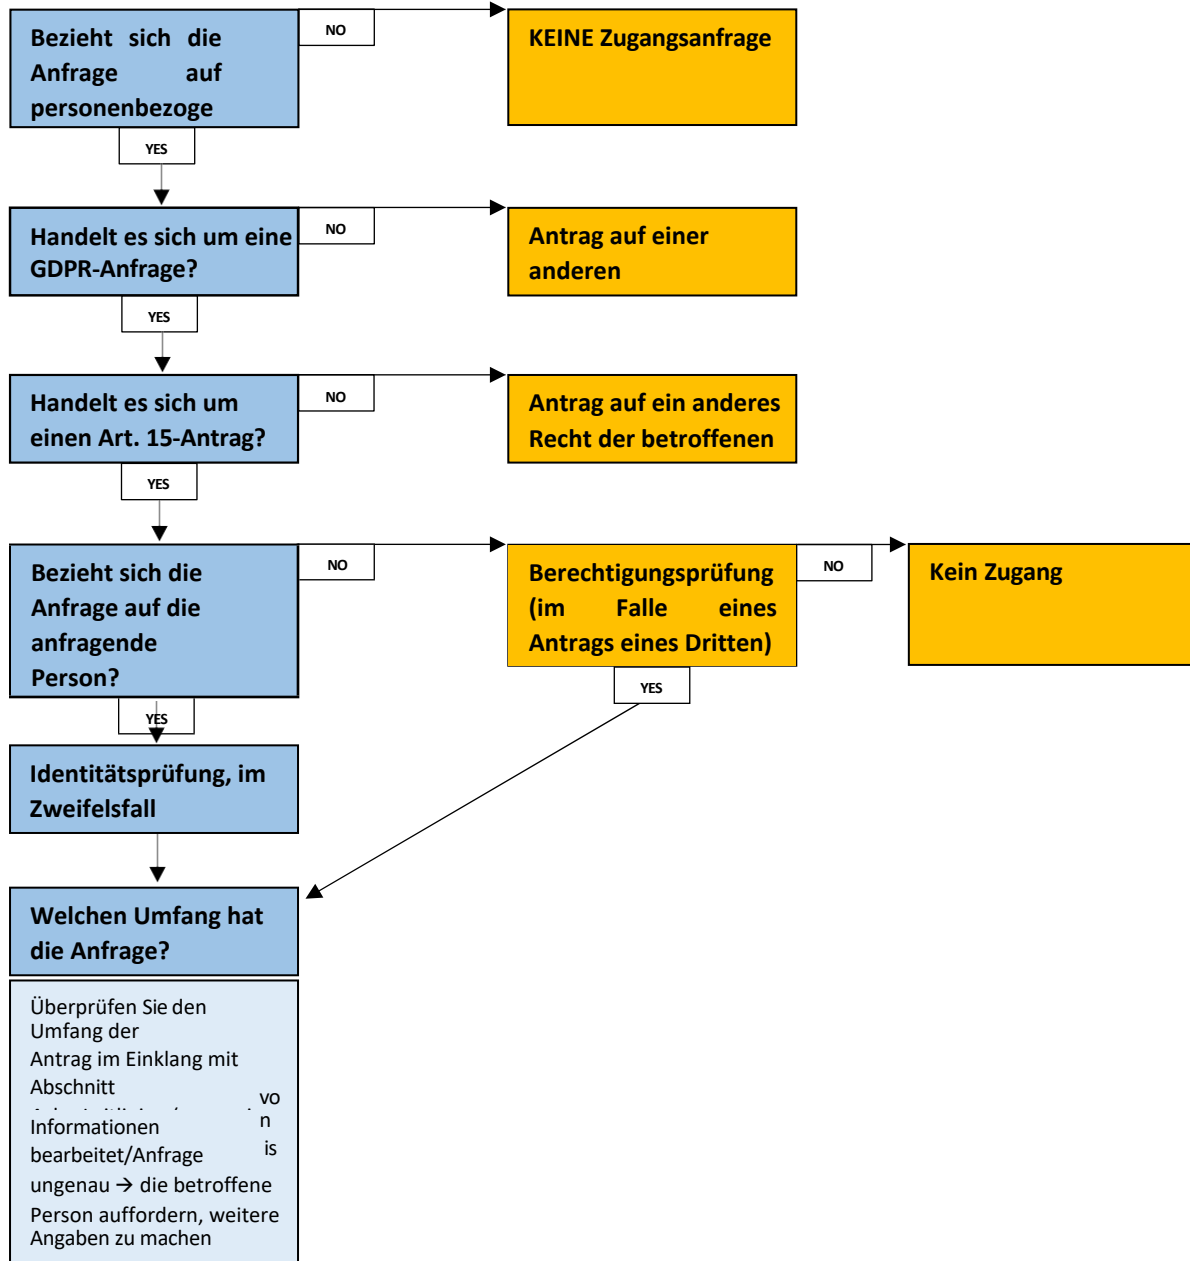 Bezieht sich die
Anfrage auf
personenbezoge
NO
KEINE Zugangsanfrage
YES
Handelt es sich um eine
GDPR-Anfrage?
NO
Antrag auf einer
anderen
YES
Handelt es sich um
einen Art. 15-Antrag?
NO
Antrag auf ein anderes
Recht der betroffenen
YES
Bezieht sich die
Anfrage auf die
anfragende
Person?
NO
Berechtigungsprüfung
(im Falle eines
Antrags eines Dritten)
NO
Kein Zugang
YES
YES
Identitätsprüfung, im
Zweifelsfall
Welchen Umfang hat
die Anfrage?
Überprüfen Sie den
Umfang der
Antrag im Einklang mit
Abschnitt
vo
n
is
Informationen
bearbeitet/Anfrage
ungenau → die betroffene
Person auffordern, weitere
Angaben zu machen